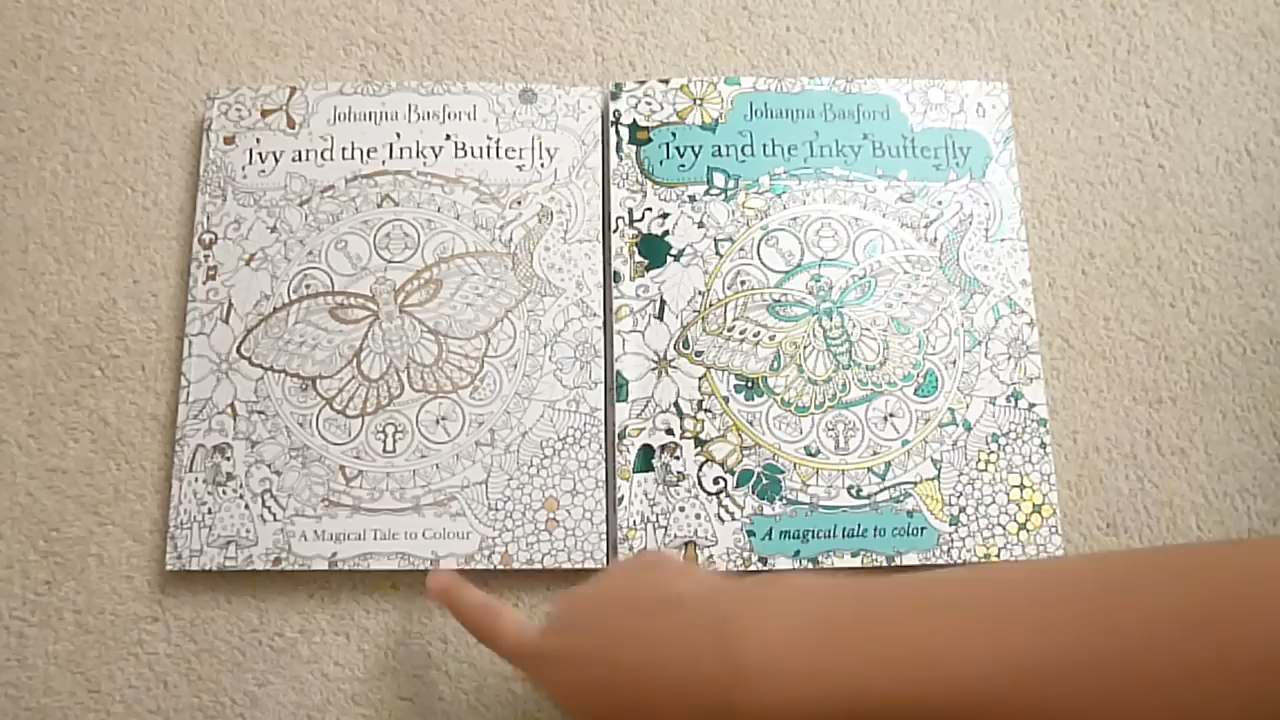 Johanna Basford
Ivy and the Inky Butterfly
A Magical Tale to Colour
Johanna Basford
Ivy and the Inky Butterfly
A magical tale to color